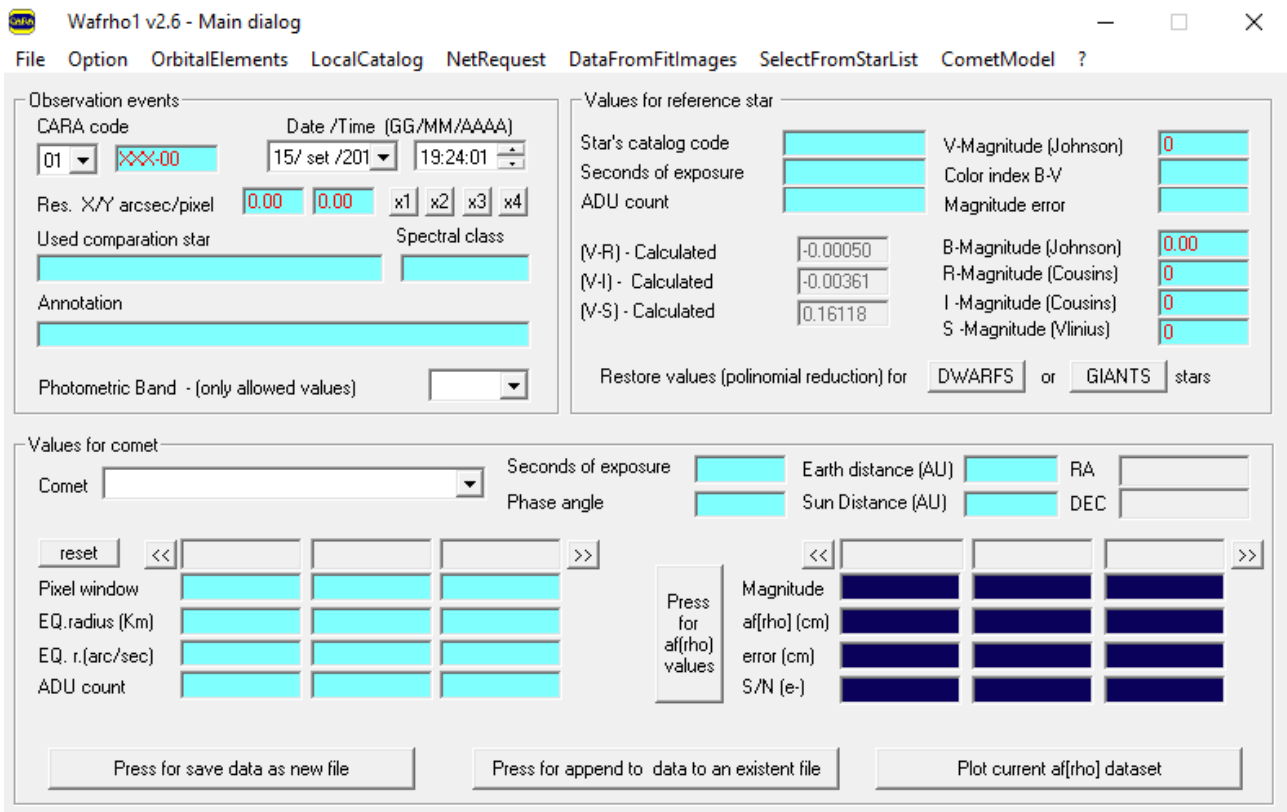 CARA Wafrho1 v2.6 - Main dialog
File Option OrbitalElements LocalCatalog NetRequest DataFromFitImages SelectFromStarList CometModel ?
Observation events
CARA code Date /Time (GG/MM/AAAA)
01 XXX-00 15/ set /201 19:24:01
Res. X/Y arcsec/pixel 0.00 0.00 x1 x2 x3 x4
Used comparation star Spectral class
Annotation
Photometric Band - (only allowed values)
Values for reference star
Star's catalog code V-Magnitude (Johnson) 0
Seconds of exposure Color index B-V
ADU count Magnitude error
(V-R) - Calculated -0.00050 B-Magnitude (Johnson) 0.00
(V-I) - Calculated -0.00361 R-Magnitude (Cousins) 0
(V-S) - Calculated 0.16118 I -Magnitude (Cousins) 0
S -Magnitude (Vlinius) 0
Restore values (polinomial reduction) for DWARFS or GIANTS stars
Values for comet
Comet Seconds of exposure Earth distance (AU) RA
Phase angle Sun Distance (AU) DEC
reset << >> << >>
Pixel window
EQ.radius (Km)
EQ. r.(arc/sec)
ADU count
Press
for
af(rho)
values
Magnitude
af[rho] (cm)
error (cm)
S/N (e-)
Press for save data as new file Press for append to data to an existent file Plot current af[rho] dataset